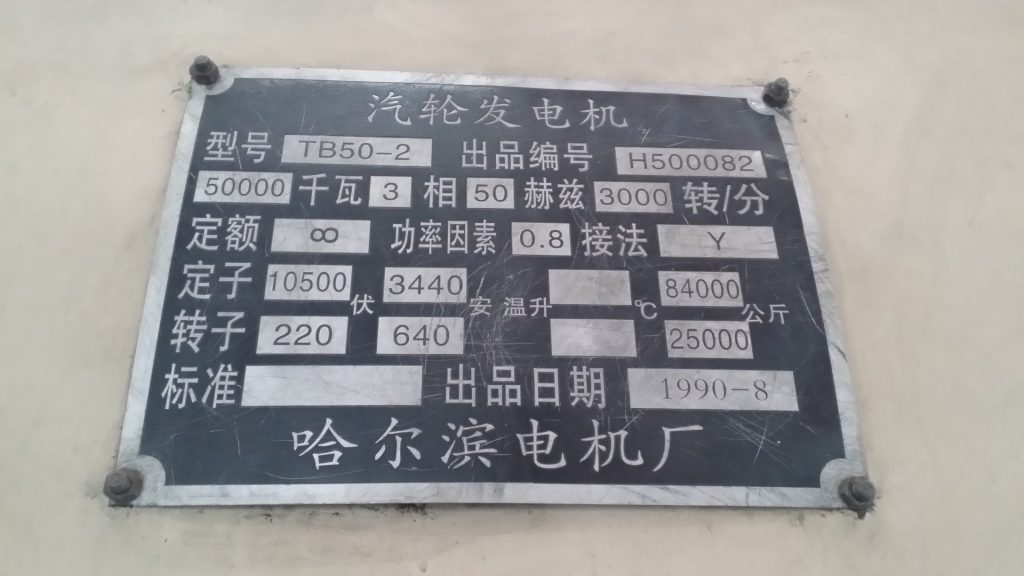 汽轮发电机
型号 TB50-2 出品编号 H500082
50000 千瓦 3 相 50 赫兹 3000 转/分
定额 ∞ 功率因素 0.8 接法 Y
定子 10500 伏 3440 安 温升 ℃ 84000 公斤
转子 220 640 25000
标准 出品日期 1990-8
哈尔滨电机厂